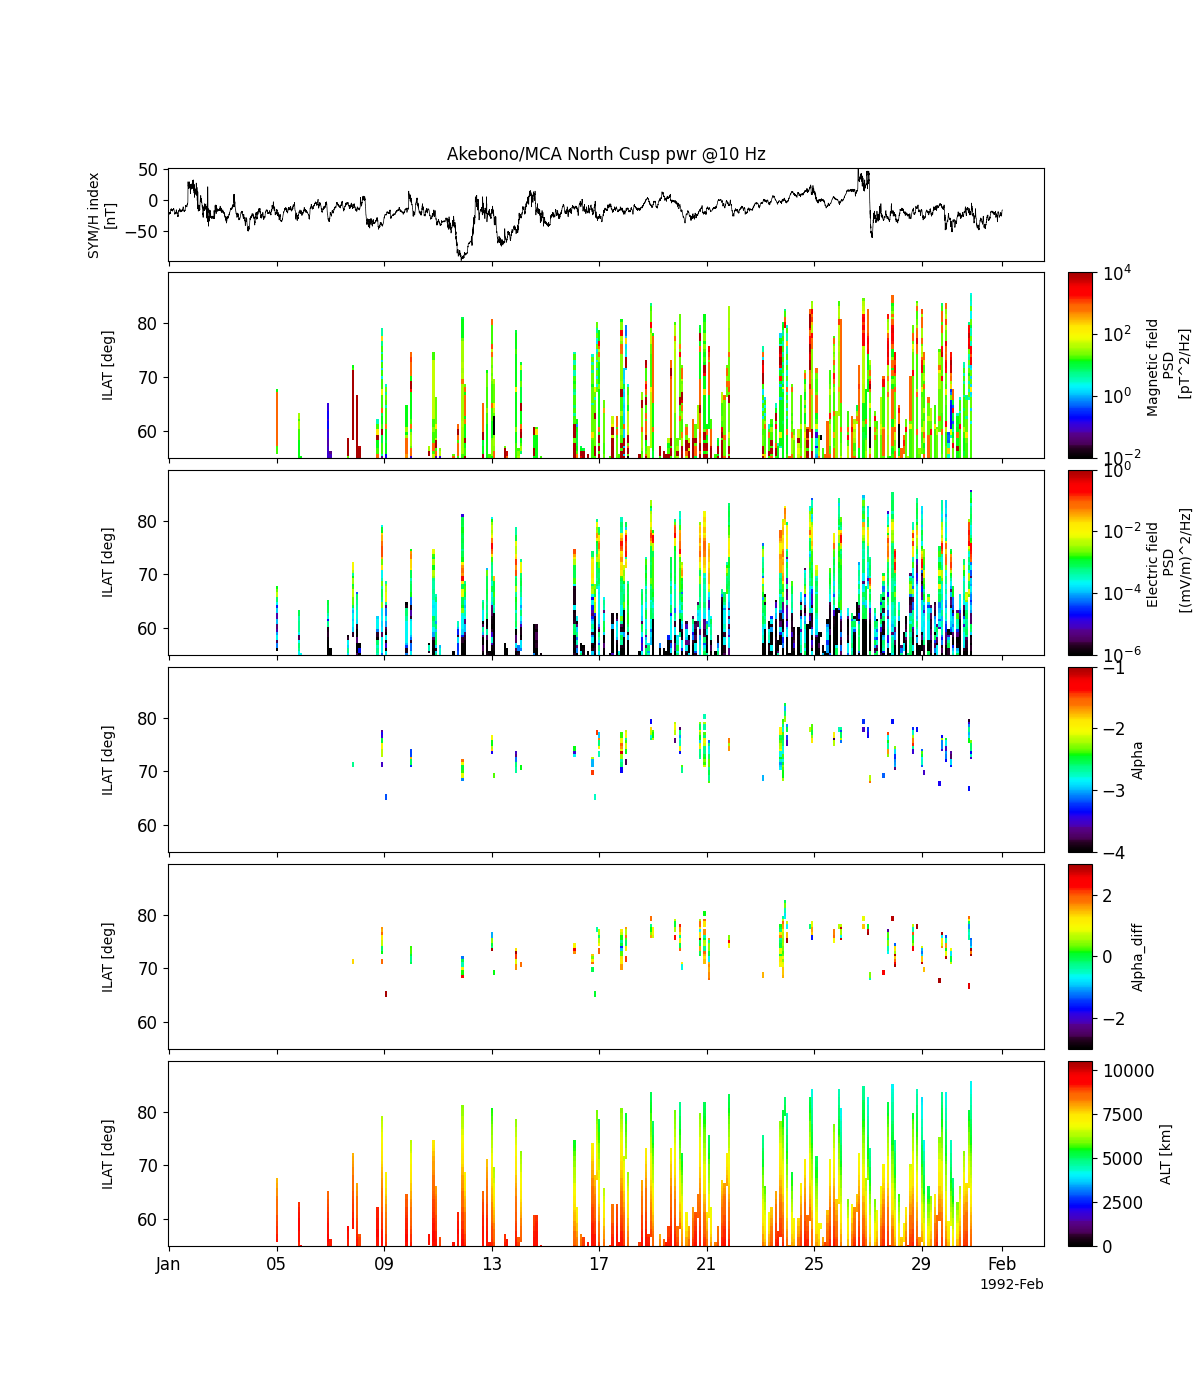 Akebono/MCA North Cusp pwr @10 Hz
SYM/H index
[nT]
50
0
−50
ILAT [deg]
80
70
60
10^4
10^2
10^0
10^−2
Magnetic field
PSD
[pT^2/Hz]
ILAT [deg]
80
70
60
10^0
10^−2
10^−4
10^−6
Electric field
PSD
[(mV/m)^2/Hz]
ILAT [deg]
80
70
60
−1
−2
−3
−4
Alpha
ILAT [deg]
80
70
60
2
0
−2
Alpha_diff
ILAT [deg]
80
70
60
10000
7500
5000
2500
0
ALT [km]
Jan 05 09 13 17 21 25 29 Feb
1992-Feb